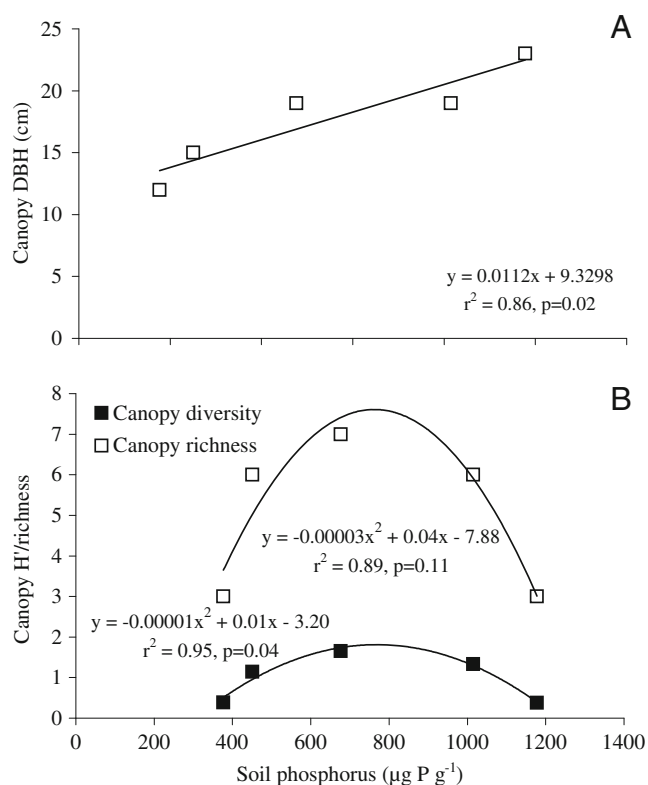 A
25
20
15
10
5
0
Canopy DBH (cm)
y = 0.0112x + 9.3298
r² = 0.86, p=0.02
B
8
7
6
5
4
3
2
1
0
Canopy H'/richness
Canopy diversity
Canopy richness
y = -0.00003x² + 0.04x - 7.88
r² = 0.89, p=0.11
y = -0.00001x² + 0.01x - 3.20
r² = 0.95, p=0.04
0 200 400 600 800 1000 1200 1400
Soil phosphorus (µg P g⁻¹)